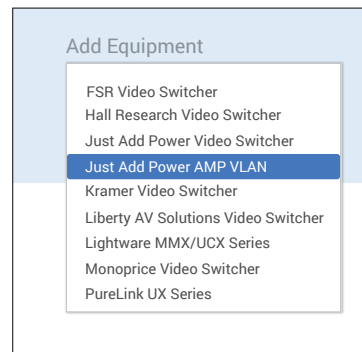 Add Equipment
FSR Video Switcher
Hall Research Video Switcher
Just Add Power Video Switcher
Just Add Power AMP VLAN
Kramer Video Switcher
Liberty AV Solutions Video Switcher
Lightware MMX/UCX Series
Monoprice Video Switcher
PureLink UX Series